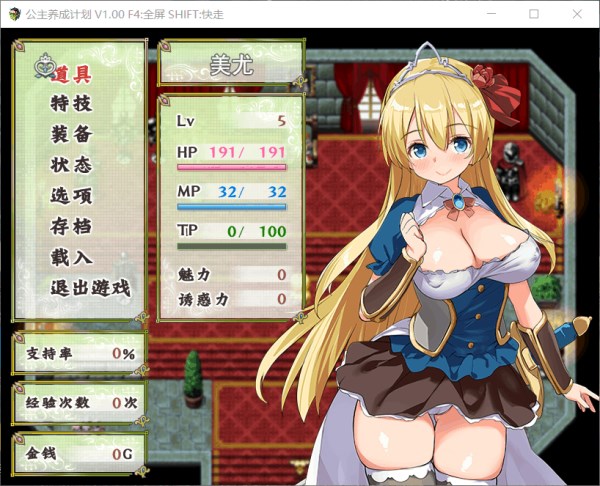 公主养成计划 V1.00 F4:全屏 SHIFT:快走
道具
特技
装备
状态
选项
存档
载入
退出游戏
支持率 0%
经验次数 0次
金钱 0G
美尤
Lv 5
HP 191/ 191
MP 32/ 32
TP 0/ 100
魅力 0
诱惑力 0